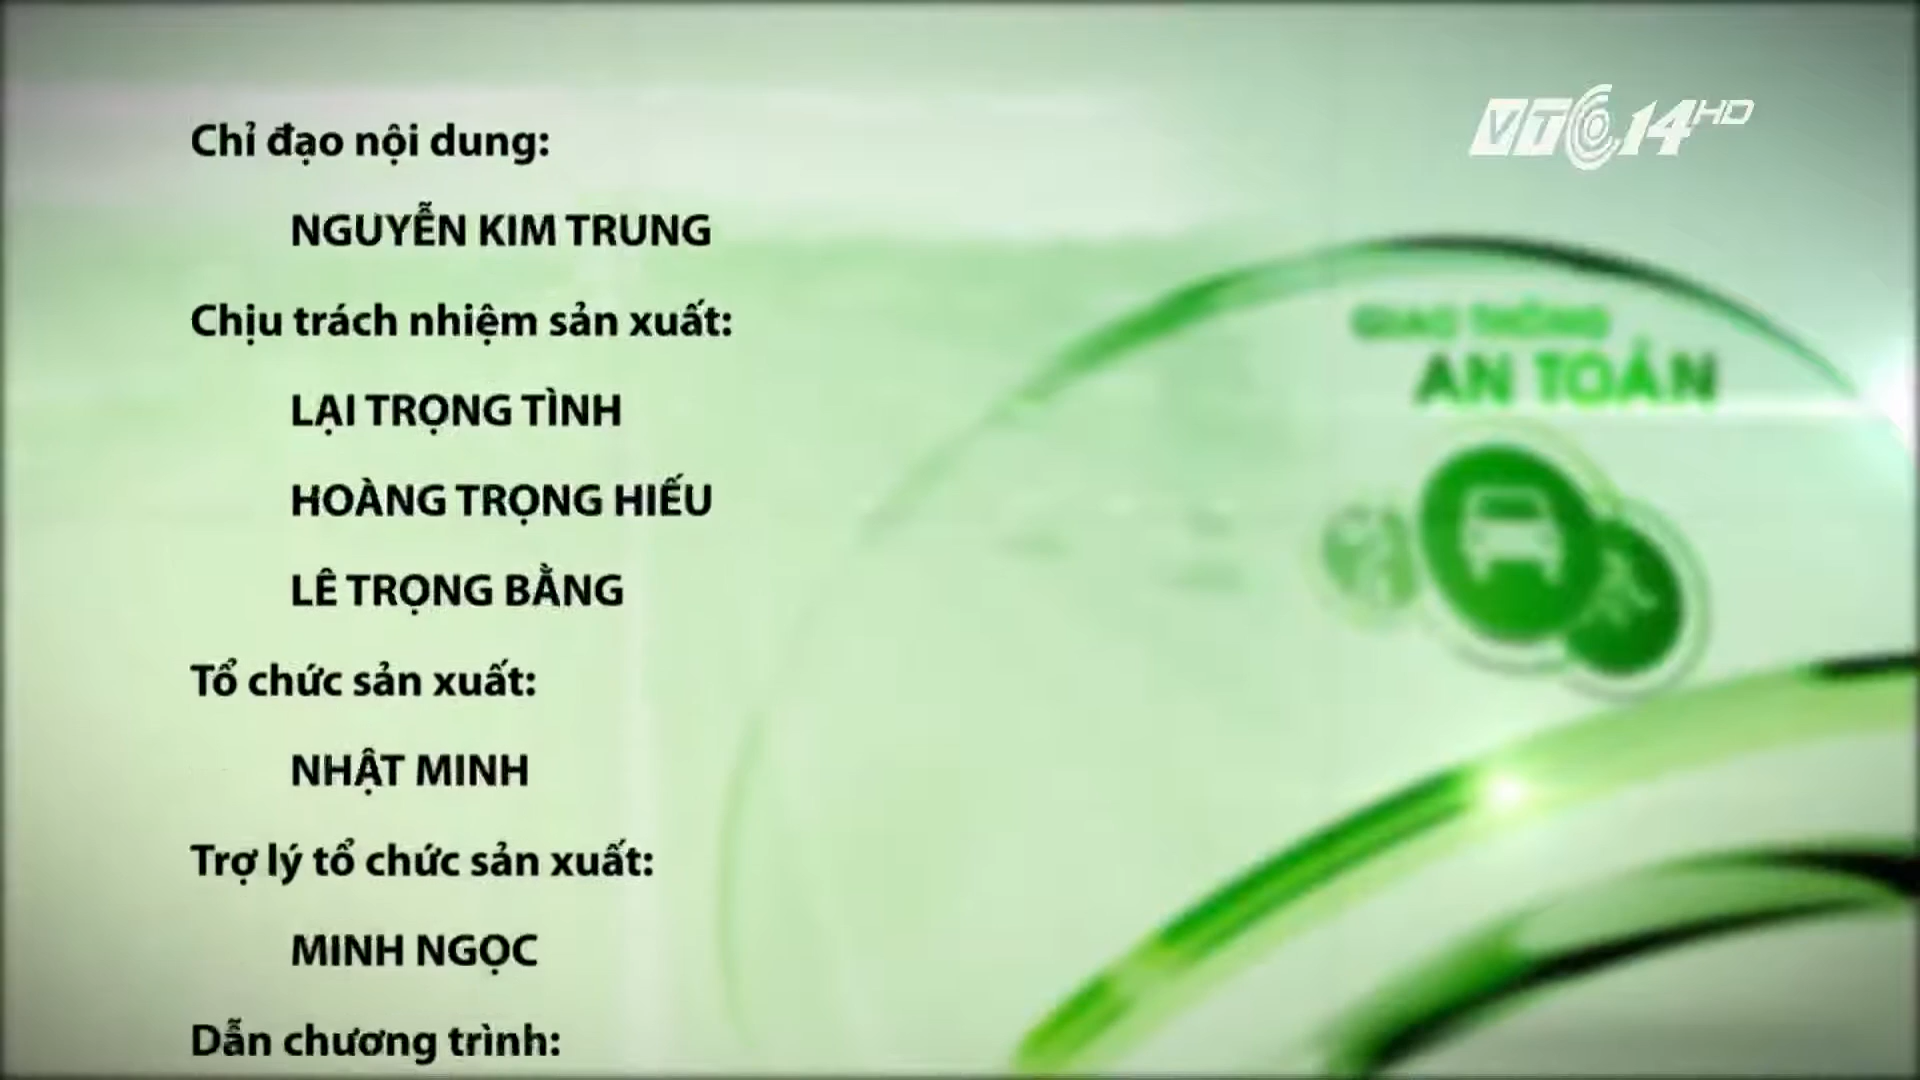 VTC14 HD
Chỉ đạo nội dung:
NGUYỄN KIM TRUNG
Chịu trách nhiệm sản xuất:
LẠI TRỌNG TÌNH
HOÀNG TRỌNG HIẾU
LÊ TRỌNG BẰNG
Tổ chức sản xuất:
NHẬT MINH
Trợ lý tổ chức sản xuất:
MINH NGỌC
Dẫn chương trình:
GIAO THÔNG
AN TOÀN